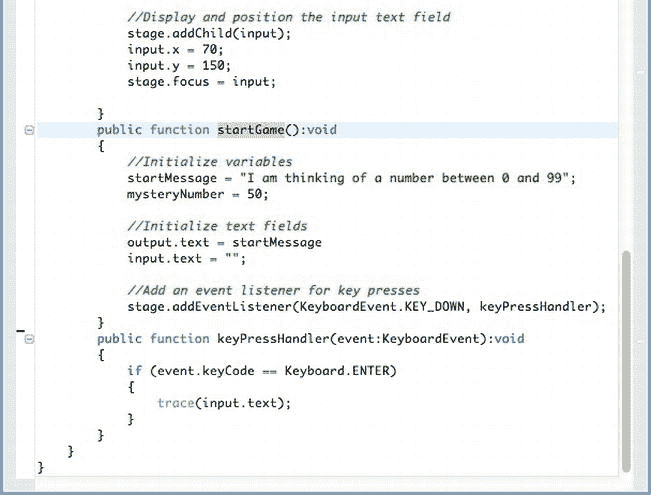 //Display and position the input text field
stage.addChild(input);
input.x = 70;
input.y = 150;
stage.focus = input;
}
public function startGame():void
{
//Initialize variables
startMessage = "I am thinking of a number between 0 and 99";
mysteryNumber = 50;
//Initialize text fields
output.text = startMessage
input.text = "";
//Add an event listener for key presses
stage.addEventListener(KeyboardEvent.KEY_DOWN, keyPressHandler);
}
public function keyPressHandler(event:KeyboardEvent):void
{
if (event.keyCode == Keyboard.ENTER)
{
trace(input.text);
}
}
}
}